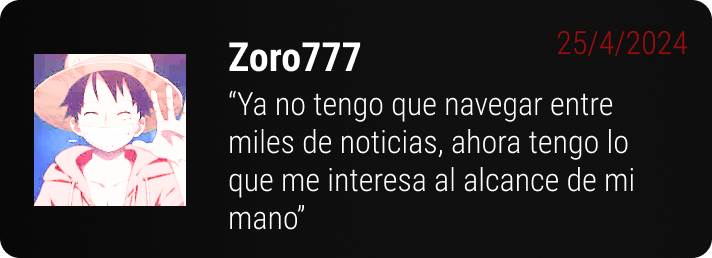 25/4/2024
Zoro777
“Ya no tengo que navegar entre
miles de noticias, ahora tengo lo
que me interesa al alcance de mi
mano”